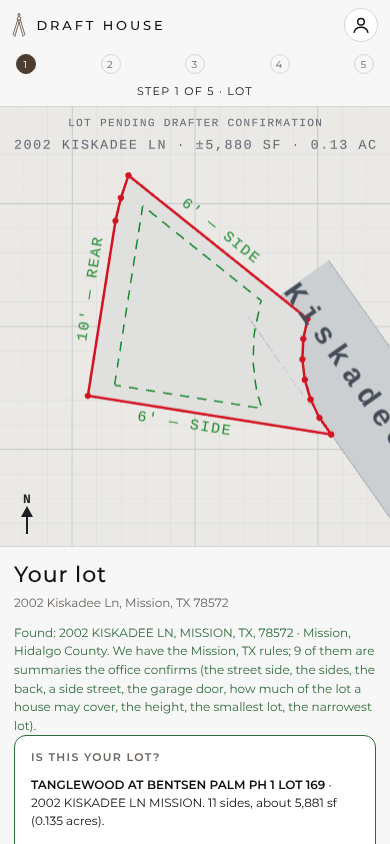 DRAFT HOUSE
1 2 3 4 5
STEP 1 OF 5 · LOT
LOT PENDING DRAFTER CONFIRMATION
2002 KISKADEE LN · ±5,880 SF · 0.13 AC
6' — SIDE
10' — REAR
Kiskade
6' — SIDE
N
Your lot
2002 Kiskadee Ln, Mission, TX 78572
Found: 2002 KISKADEE LN, MISSION, TX, 78572 · Mission,
Hidalgo County. We have the Mission, TX rules; 9 of them are
summaries the office confirms (the street side, the sides, the
back, a side street, the garage door, how much of the lot a
house may cover, the height, the smallest lot, the narrowest
lot).
IS THIS YOUR LOT?
TANGLEWOOD AT BENTSEN PALM PH 1 LOT 169 ·
2002 KISKADEE LN MISSION. 11 sides, about 5,881 sf
(0.135 acres).